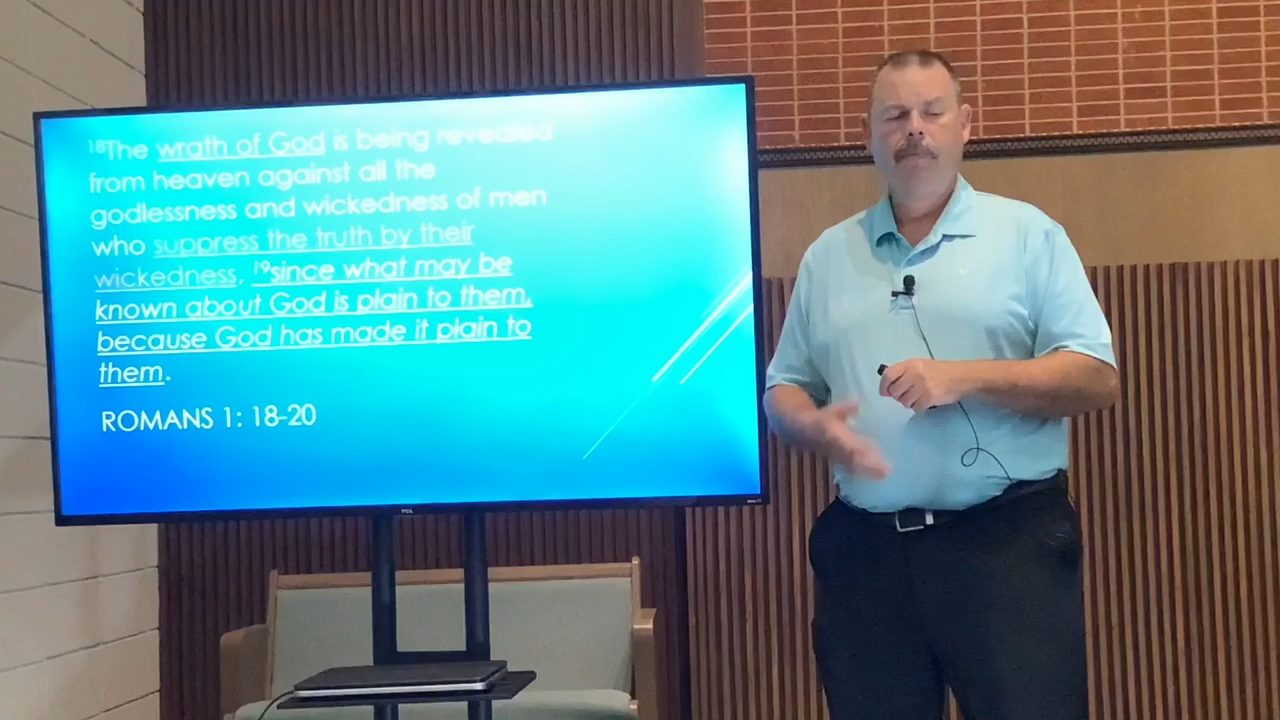 18The wrath of God is being revealed
from heaven against all the
godlessness and wickedness of men
who suppress the truth by their
wickedness, 19since what may be
known about God is plain to them,
because God has made it plain to
them.
ROMANS 1: 18-20
TCL